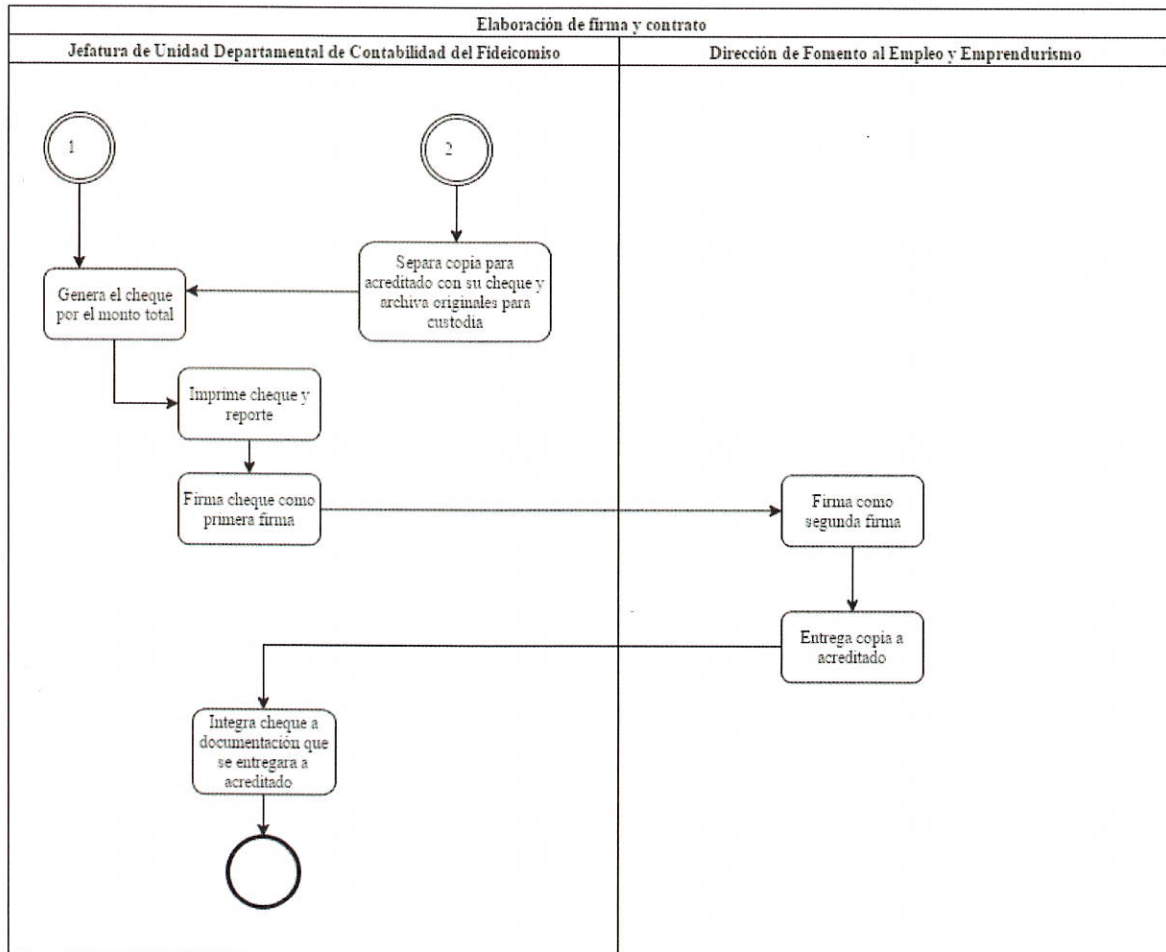 Elaboración de firma y contrato
Jefatura de Unidad Departamental de Contabilidad del Fideicomiso
Dirección de Fomento al Empleo y Emprendurismo
1
2
Separa copia para
acreditado con su cheque y
archiva originales para
custodia
Genera el cheque
por el monto total
Imprime cheque y
reporte
Firma cheque como
primera firma
Firma como
segunda firma
Entrega copia a
acreditado
Integra cheque a
documentación que
se entregara a
acreditado